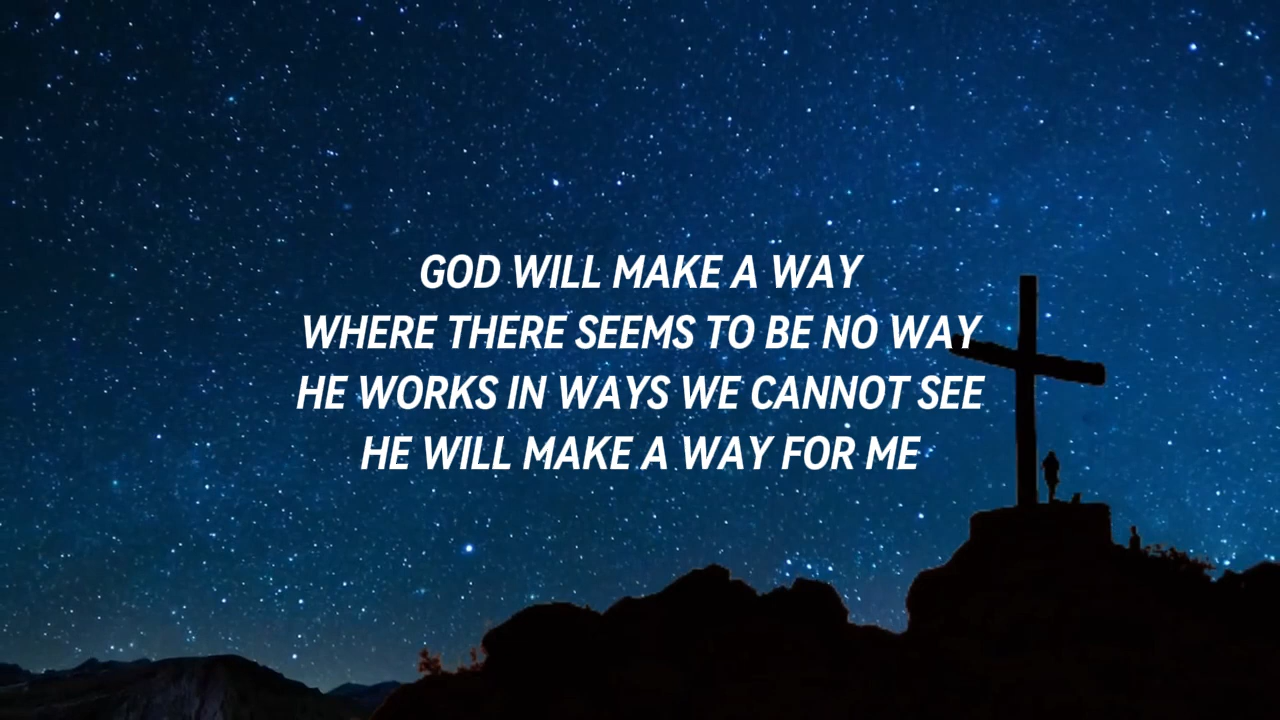 GOD WILL MAKE A WAY
WHERE THERE SEEMS TO BE NO WAY
HE WORKS IN WAYS WE CANNOT SEE
HE WILL MAKE A WAY FOR ME